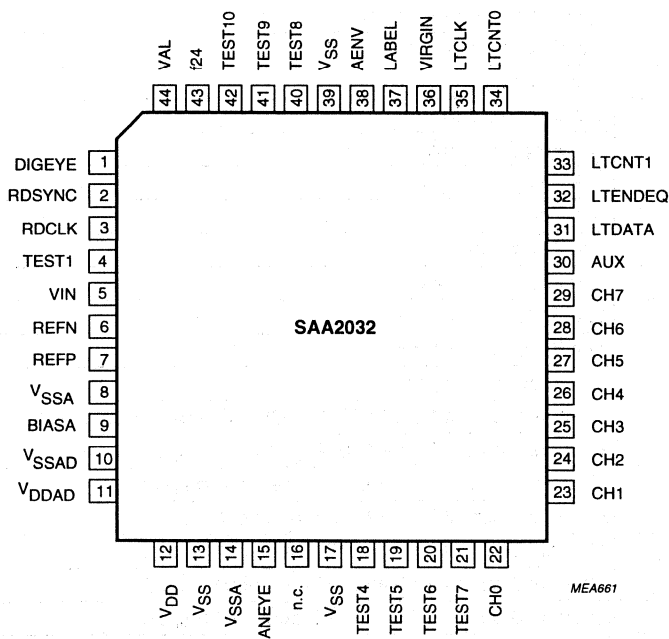 VAL f24 TEST10 TEST9 TEST8 VSS AENV LABEL VIRGIN LTCLK LTCNT0
44 43 42 41 40 39 38 37 36 35 34
DIGEYE 1
RDSYNC 2
RDCLK 3
TEST1 4
VIN 5
REFN 6
REFP 7
VSSA 8
BIASA 9
VSSAD 10
VDDAD 11
SAA2032
33 LTCNT1
32 LTENDEQ
31 LTDATA
30 AUX
29 CH7
28 CH6
27 CH5
26 CH4
25 CH3
24 CH2
23 CH1
12 13 14 15 16 17 18 19 20 21 22
VDD VSS VSSA ANEYE n.c. VSS TEST4 TEST5 TEST6 TEST7 CH0
MEA661